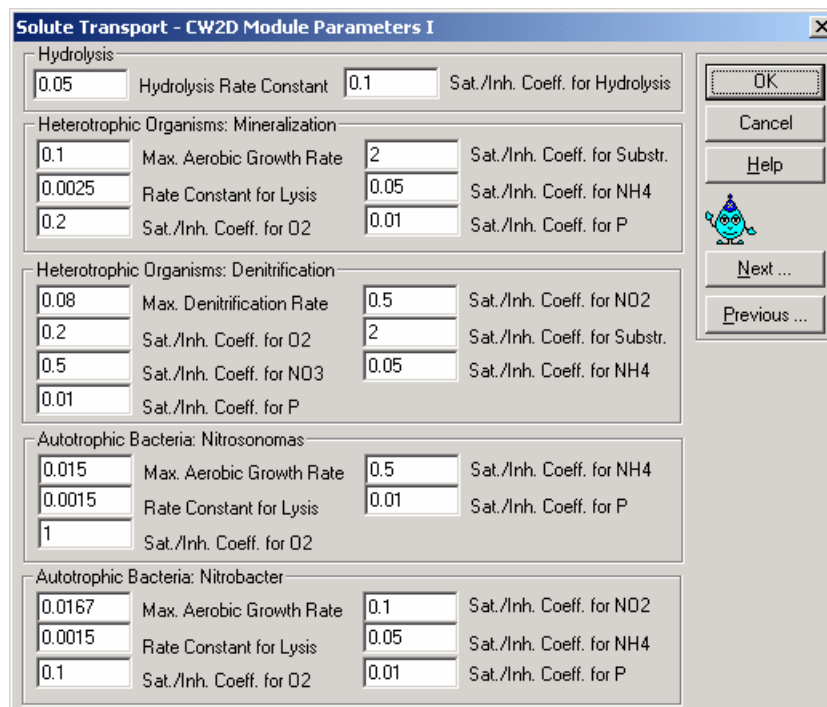 Solute Transport - CW2D Module Parameters I
Hydrolysis
0.05 Hydrolysis Rate Constant 0.1 Sat./Inh. Coeff. for Hydrolysis
Heterotrophic Organisms: Mineralization
0.1 Max. Aerobic Growth Rate 2 Sat./Inh. Coeff. for Substr.
0.0025 Rate Constant for Lysis 0.05 Sat./Inh. Coeff. for NH4
0.2 Sat./Inh. Coeff. for O2 0.01 Sat./Inh. Coeff. for P
Heterotrophic Organisms: Denitrification
0.08 Max. Denitrification Rate 0.5 Sat./Inh. Coeff. for NO2
0.2 Sat./Inh. Coeff. for O2 2 Sat./Inh. Coeff. for Substr.
0.5 Sat./Inh. Coeff. for NO3 0.05 Sat./Inh. Coeff. for NH4
0.01 Sat./Inh. Coeff. for P
Autotrophic Bacteria: Nitrosonomas
0.015 Max. Aerobic Growth Rate 0.5 Sat./Inh. Coeff. for NH4
0.0015 Rate Constant for Lysis 0.01 Sat./Inh. Coeff. for P
1 Sat./Inh. Coeff. for O2
Autotrophic Bacteria: Nitrobacter
0.0167 Max. Aerobic Growth Rate 0.1 Sat./Inh. Coeff. for NO2
0.0015 Rate Constant for Lysis 0.05 Sat./Inh. Coeff. for NH4
0.1 Sat./Inh. Coeff. for O2 0.01 Sat./Inh. Coeff. for P
OK
Cancel
Help
Next ...
Previous ...